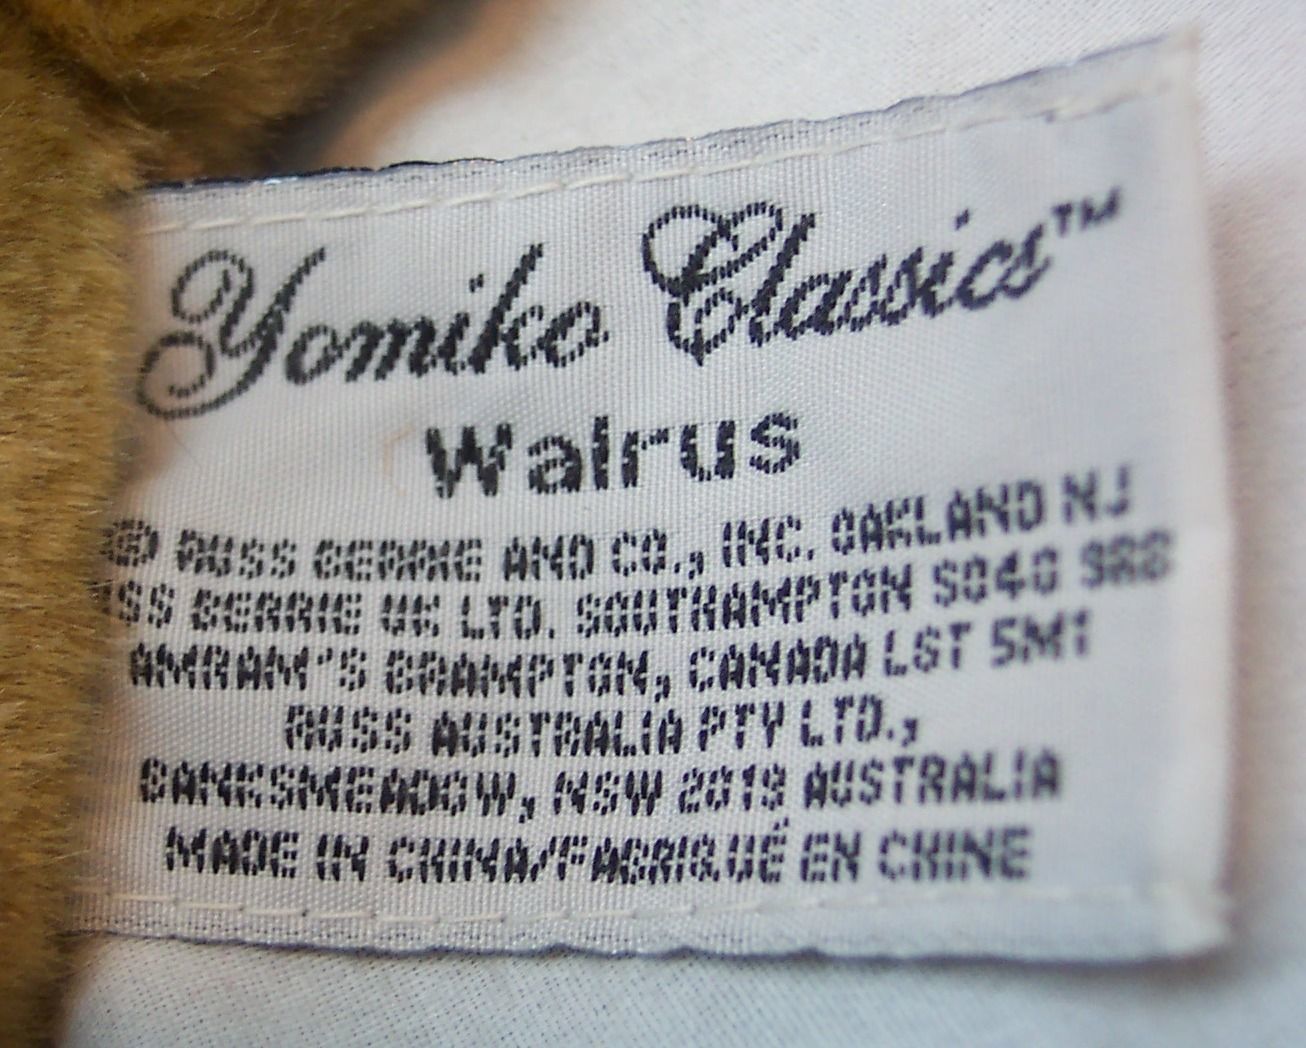 Yomiko Classics™
Walrus
© RUSS BERRIE AND CO., INC. OAKLAND NJ
SS BERRIE UK LTD. SOUTHAMPTON SO40 9RB
AMRAM'S BRAMPTON, CANADA L6T 5M1
RUSS AUSTRALIA PTY LTD.,
BANKSMEADOW, NSW 2019 AUSTRALIA
MADE IN CHINA/FABRIQUÉ EN CHINE